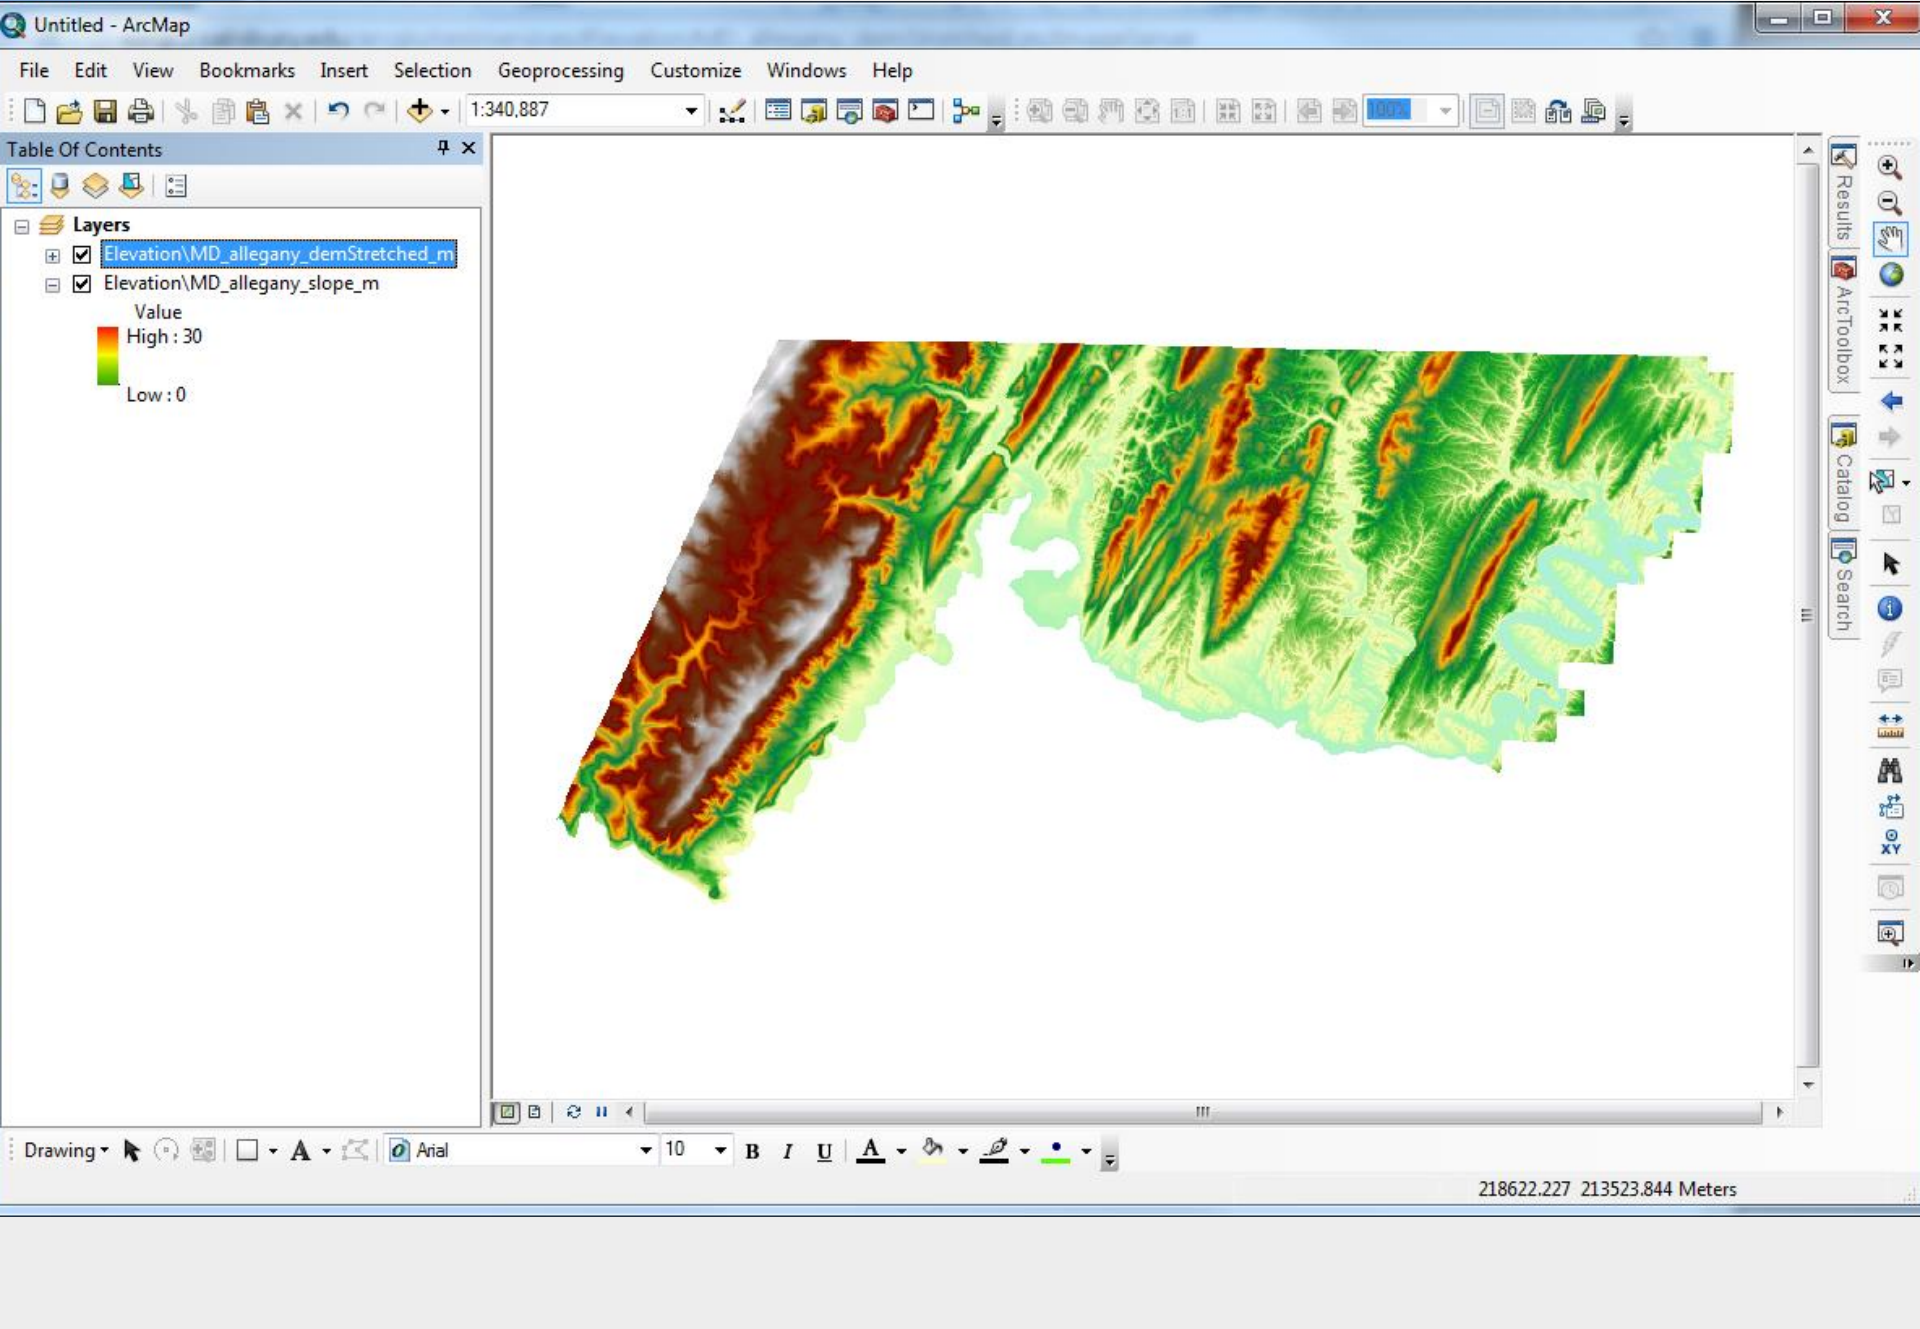 Untitled - ArcMap
File Edit View Bookmarks Insert Selection Geoprocessing Customize Windows Help
1:340,887
100%
Table Of Contents
Layers
Elevation\MD_allegany_demStretched_m
Elevation\MD_allegany_slope_m
Value
High : 30
Low : 0
Results
ArcToolbox
Catalog
Search
XY
Drawing A Arial 10 B I U A
218622.227 213523.844 Meters